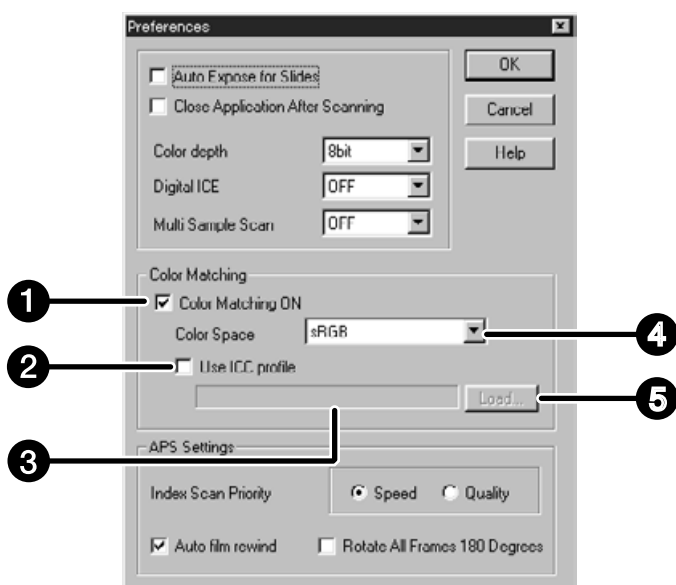 Preferences
Auto Expose for Slides
OK
Close Application After Scanning
Cancel
Color depth 8bit
Help
Digital ICE OFF
Multi Sample Scan OFF
Color Matching
1 Color Matching ON
Color Space sRGB 4
2 Use ICC profile
Load... 5
3
APS Settings
Index Scan Priority Speed Quality
Auto film rewind Rotate All Frames 180 Degrees